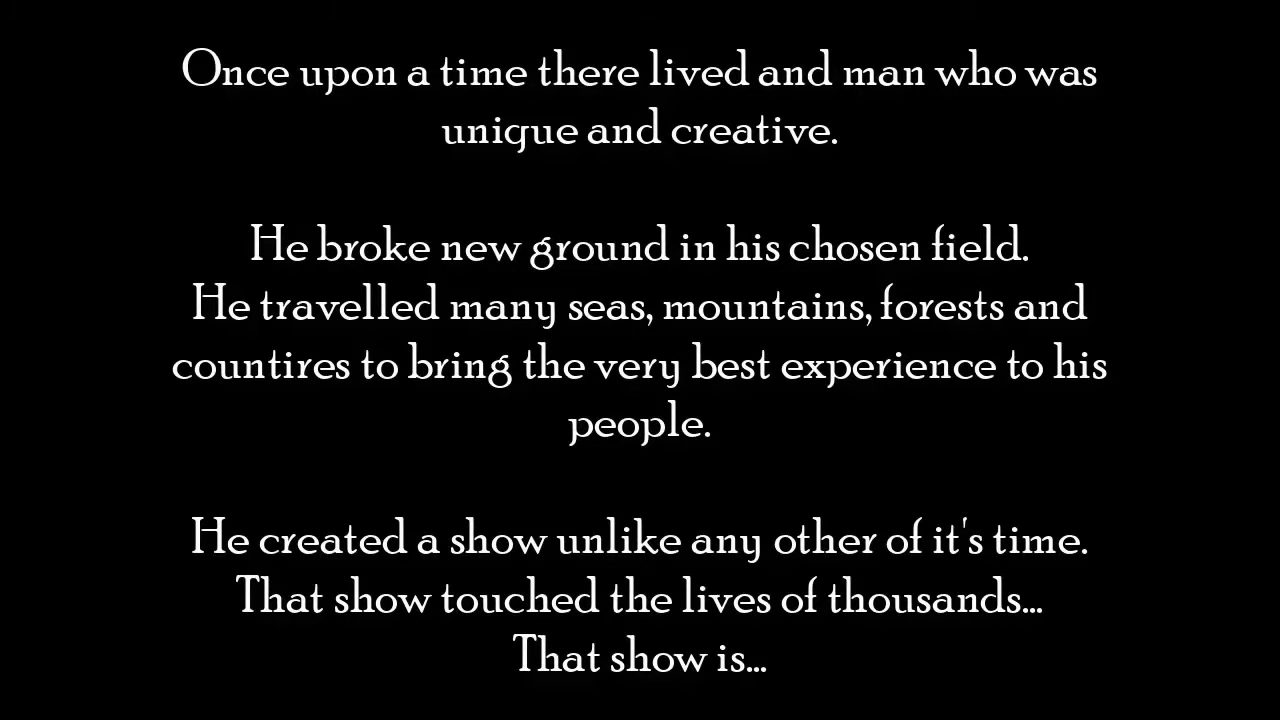 Once upon a time there lived and man who was
unique and creative.
He broke new ground in his chosen field.
He travelled many seas, mountains, forests and
countires to bring the very best experience to his
people.
He created a show unlike any other of it's time.
That show touched the lives of thousands...
That show is...